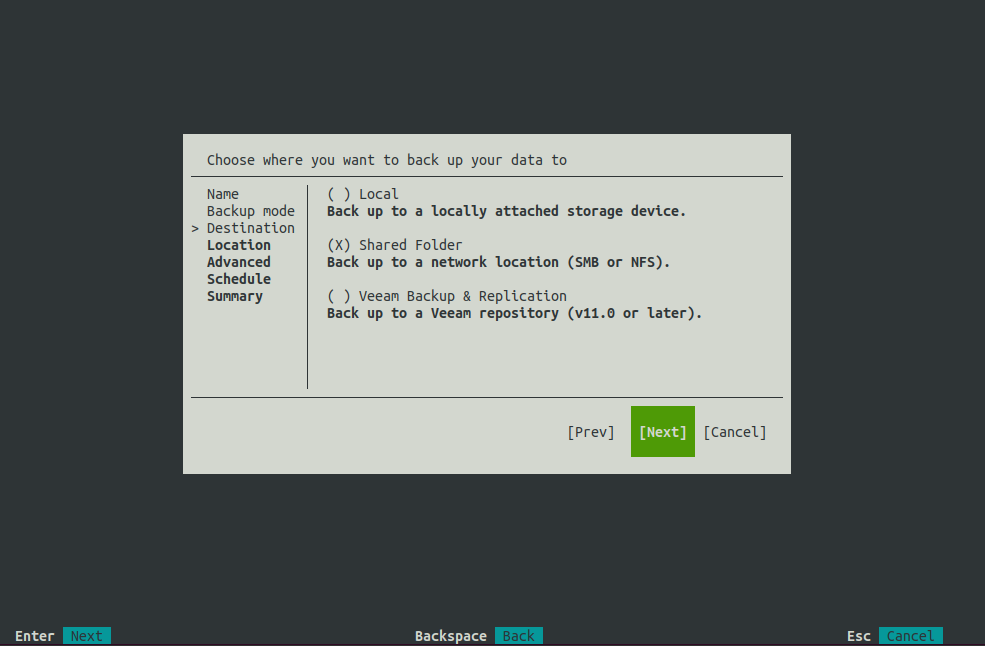 Choose where you want to back up your data to
Name
Backup mode
> Destination
Location
Advanced
Schedule
Summary
( ) Local
Back up to a locally attached storage device.
(X) Shared Folder
Back up to a network location (SMB or NFS).
( ) Veeam Backup & Replication
Back up to a Veeam repository (v11.0 or later).
[Prev] [Next] [Cancel]
Enter Next Backspace Back Esc Cancel